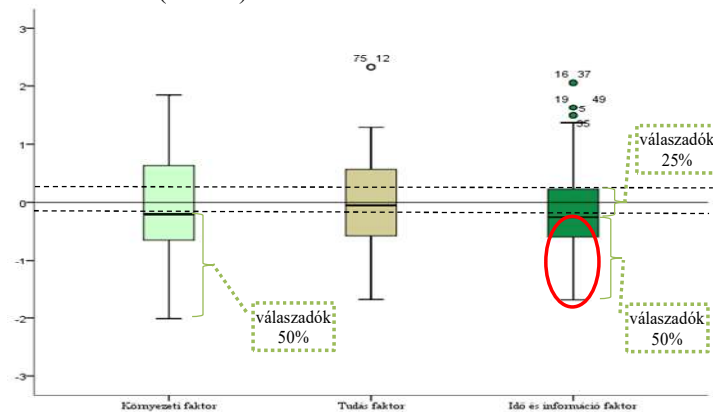 3
2
1
0
-1
-2
-3
75 12
16 37
19 49
5
35
válaszadók
25%
válaszadók
50%
válaszadók
50%
Környezeti faktor
Tudás faktor
Idő és információ faktor